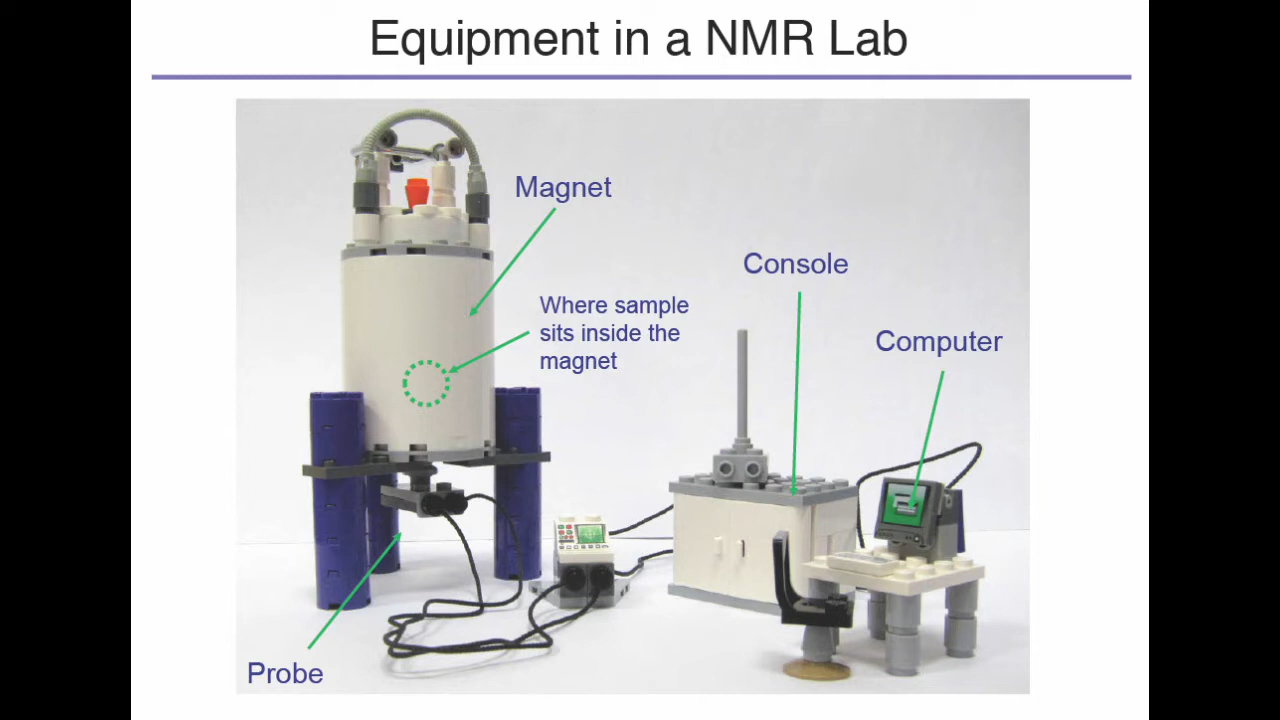 Equipment in a NMR Lab
Magnet
Where sample
sits inside the
magnet
Console
Computer
Probe